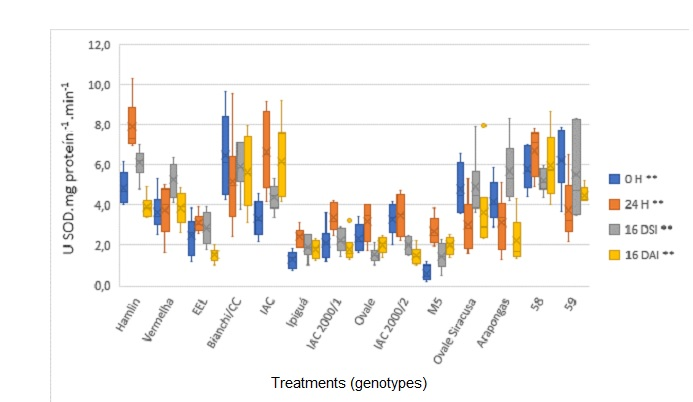 12,0
10,0
8,0
6,0
4,0
2,0
0,0
U SOD.mg protein⁻¹.min⁻¹
Hamlin
Vermelha
EEL
Bianchi/CC
IAC
Ipiguá
IAC 2000/1
Ovale
IAC 2000/2
M5
Ovale Siracusa
Arapongas
58
59
0 H **
24 H **
16 DSI **
16 DAI **
Treatments (genotypes)